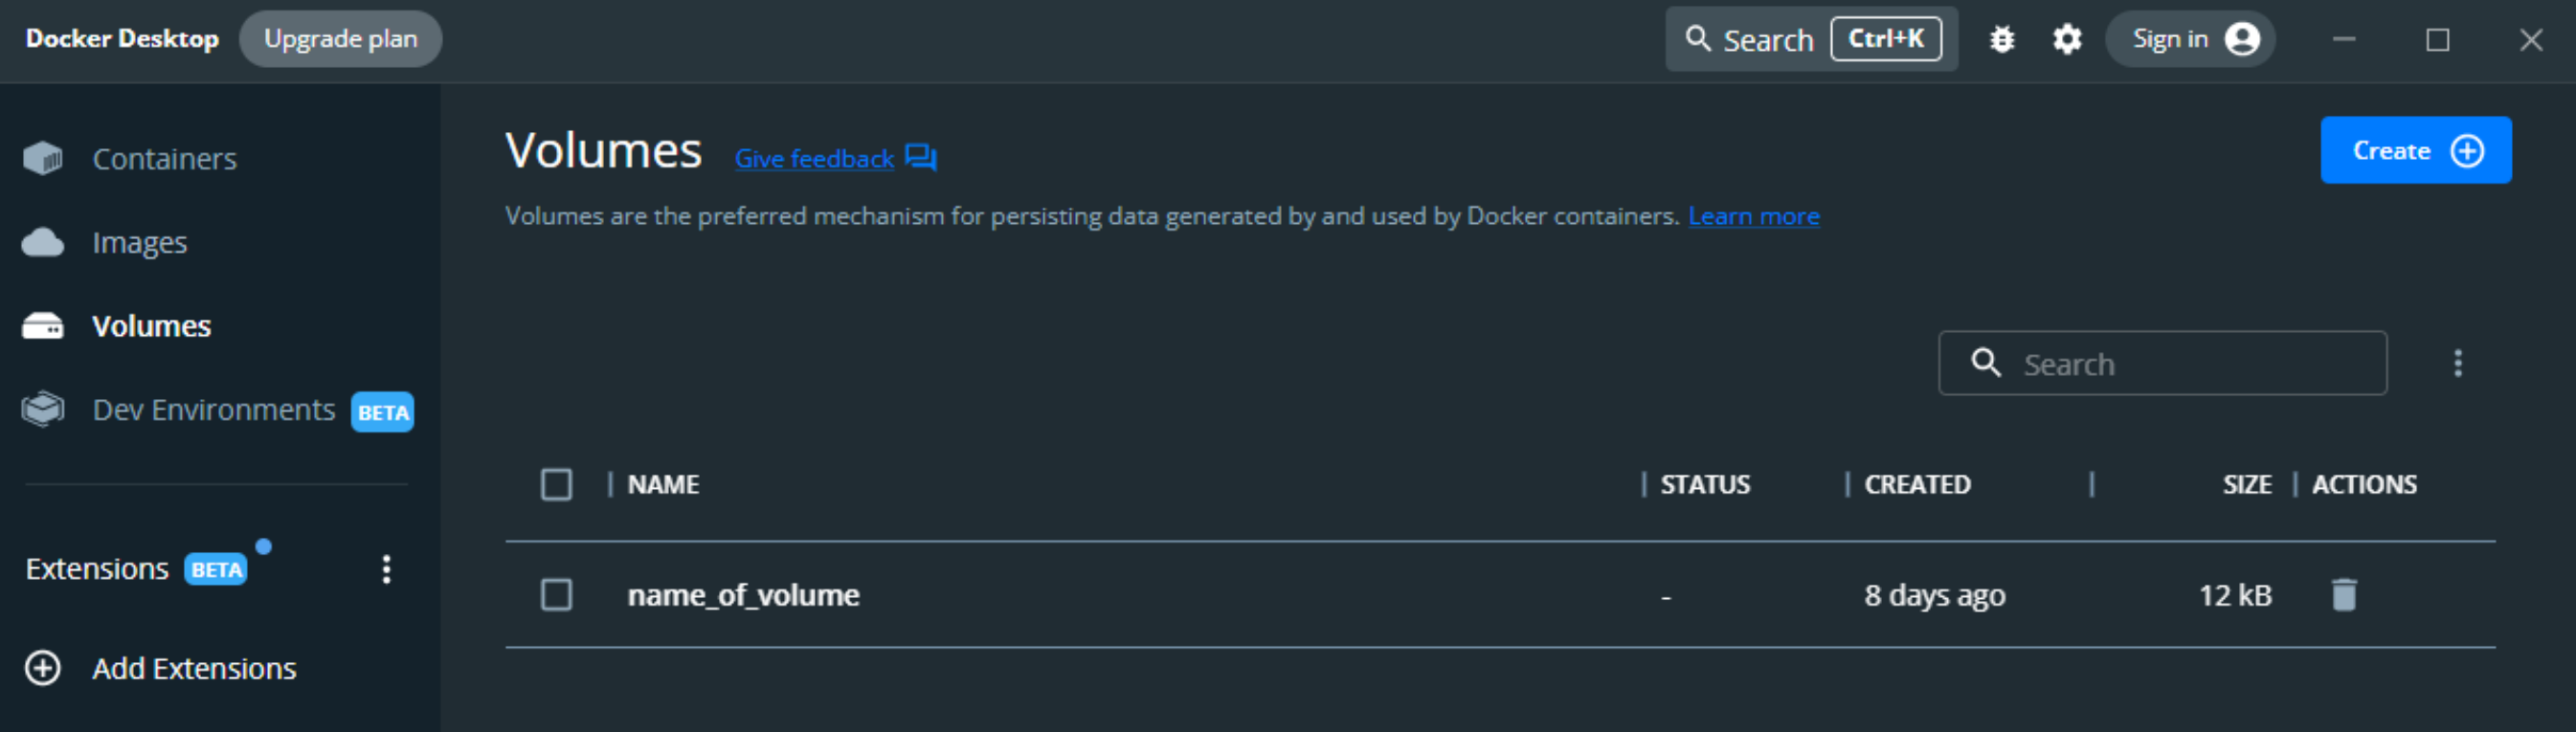 Docker Desktop Upgrade plan Search Ctrl+K Sign in
Containers
Images
Volumes
Dev Environments BETA
Extensions BETA
Add Extensions
Volumes Give feedback Create
Volumes are the preferred mechanism for persisting data generated by and used by Docker containers. Learn more
Search
NAME STATUS CREATED SIZE ACTIONS
name_of_volume - 8 days ago 12 kB